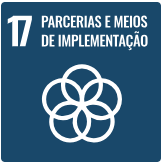 17 PARCERIAS E MEIOS
DE IMPLEMENTAÇÃO